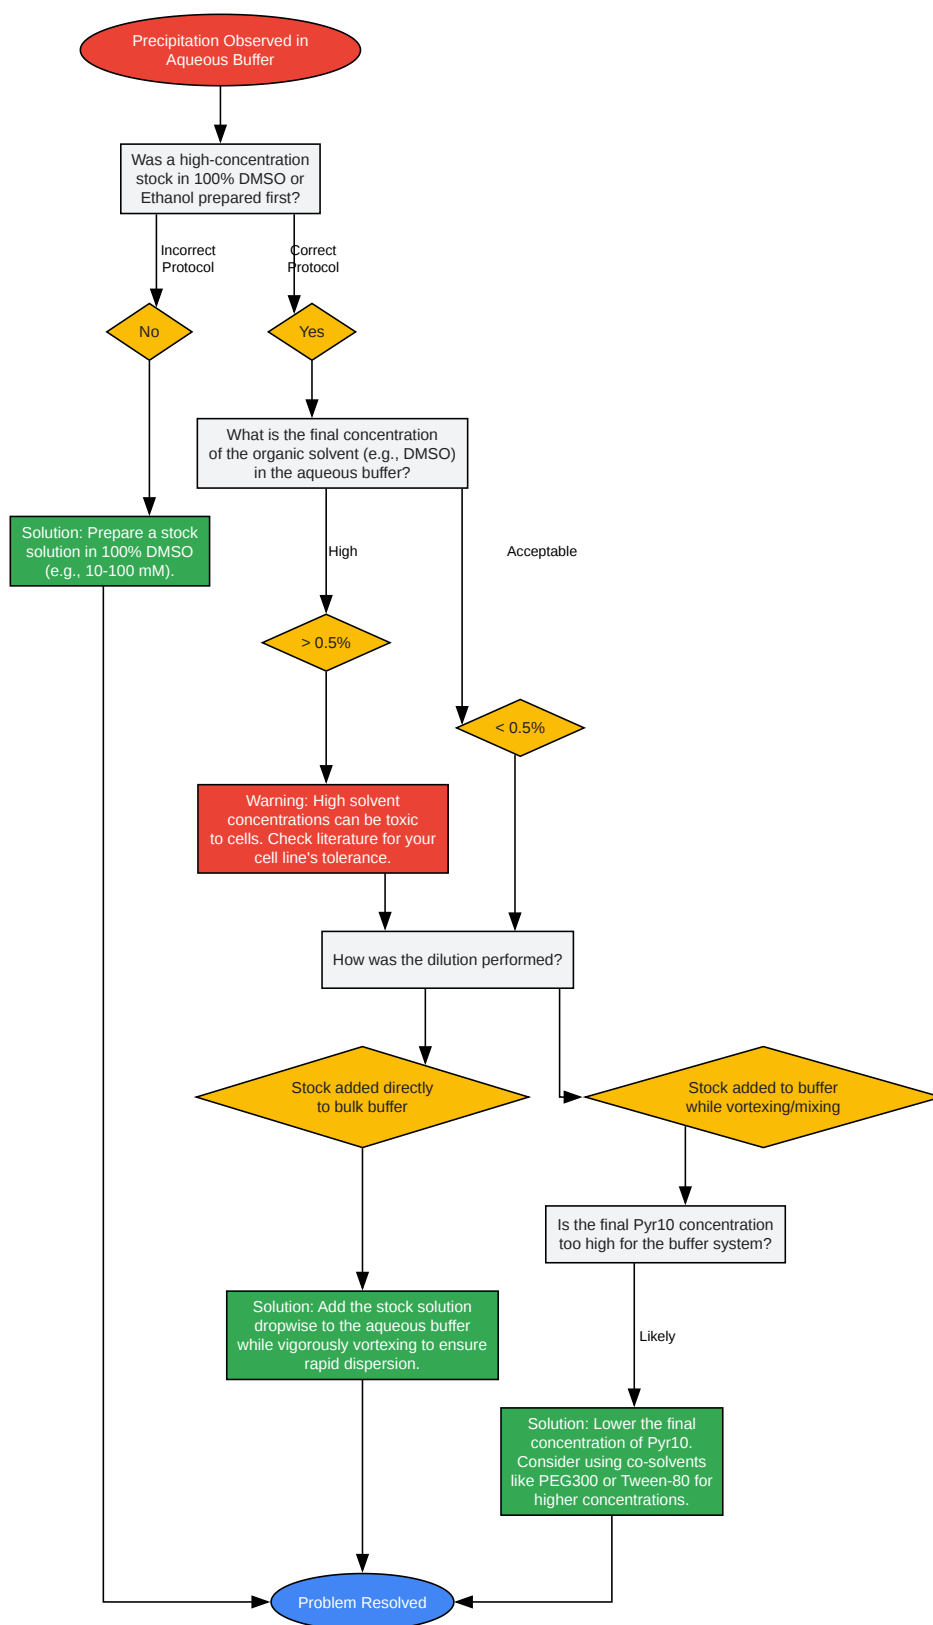 Precipitation Observed in
Aqueous Buffer
Was a high-concentration
stock in 100% DMSO or
Ethanol prepared first?
Incorrect
Protocol
Correct
Protocol
No
Yes
What is the final concentration
of the organic solvent (e.g., DMSO)
in the aqueous buffer?
Solution: Prepare a stock
solution in 100% DMSO
(e.g., 10-100 mM).
High
Acceptable
> 0.5%
< 0.5%
Warning: High solvent
concentrations can be toxic
to cells. Check literature for your
cell line's tolerance.
How was the dilution performed?
Stock added directly
to bulk buffer
Stock added to buffer
while vortexing/mixing
Is the final Pyr10 concentration
too high for the buffer system?
Solution: Add the stock solution
dropwise to the aqueous buffer
while vigorously vortexing to ensure
rapid dispersion.
Likely
Solution: Lower the final
concentration of Pyr10.
Consider using co-solvents
like PEG300 or Tween-80 for
higher concentrations.
Problem Resolved